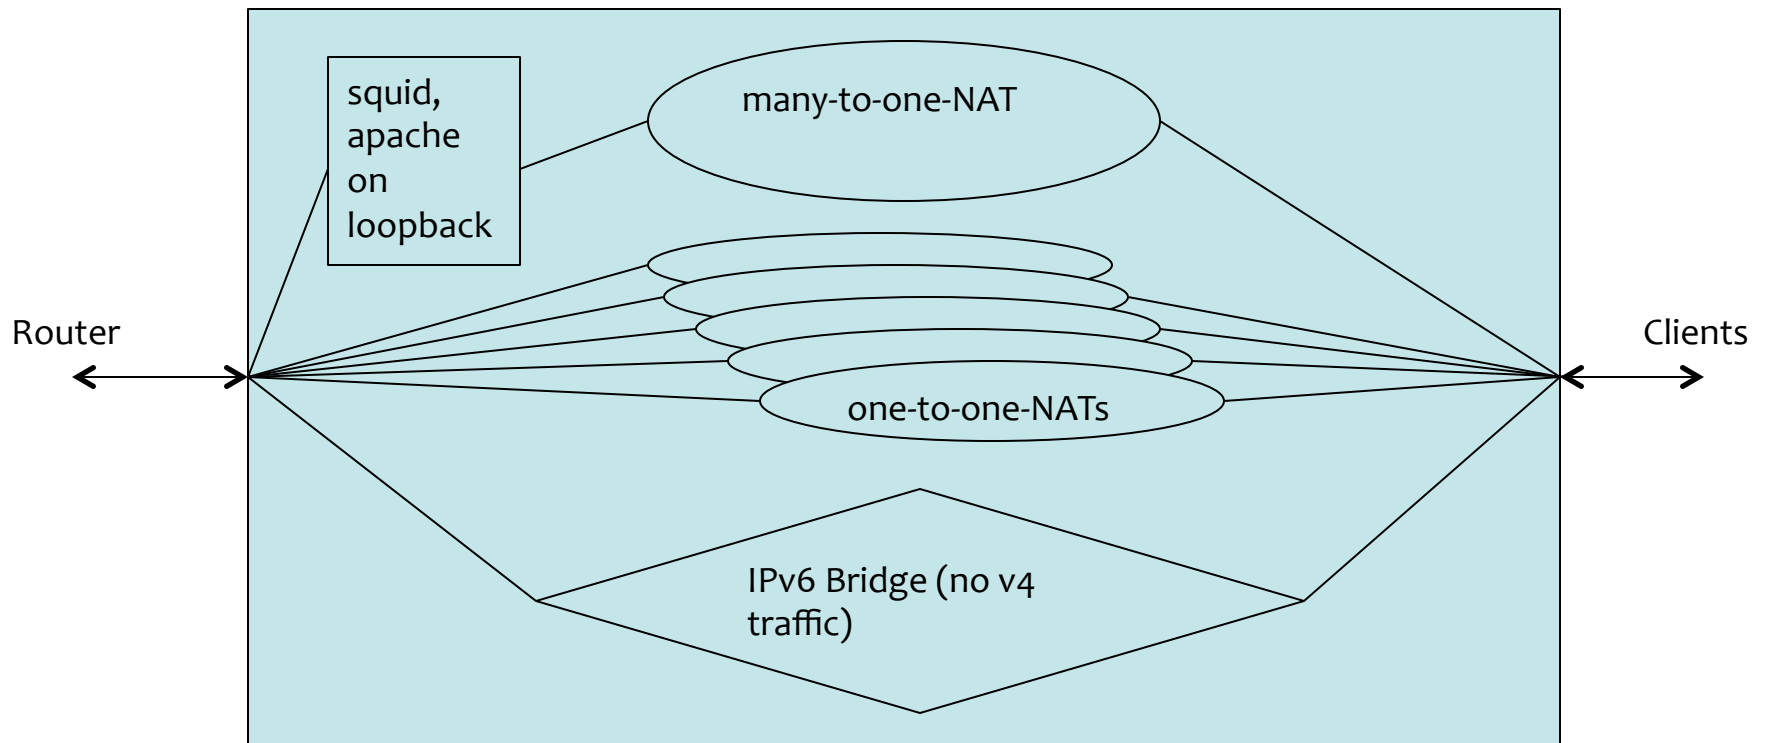 squid,
apache
on
loopback
many-to-one-NAT
Router
Clients
one-to-one-NATs
IPv6 Bridge (no v4
traffic)